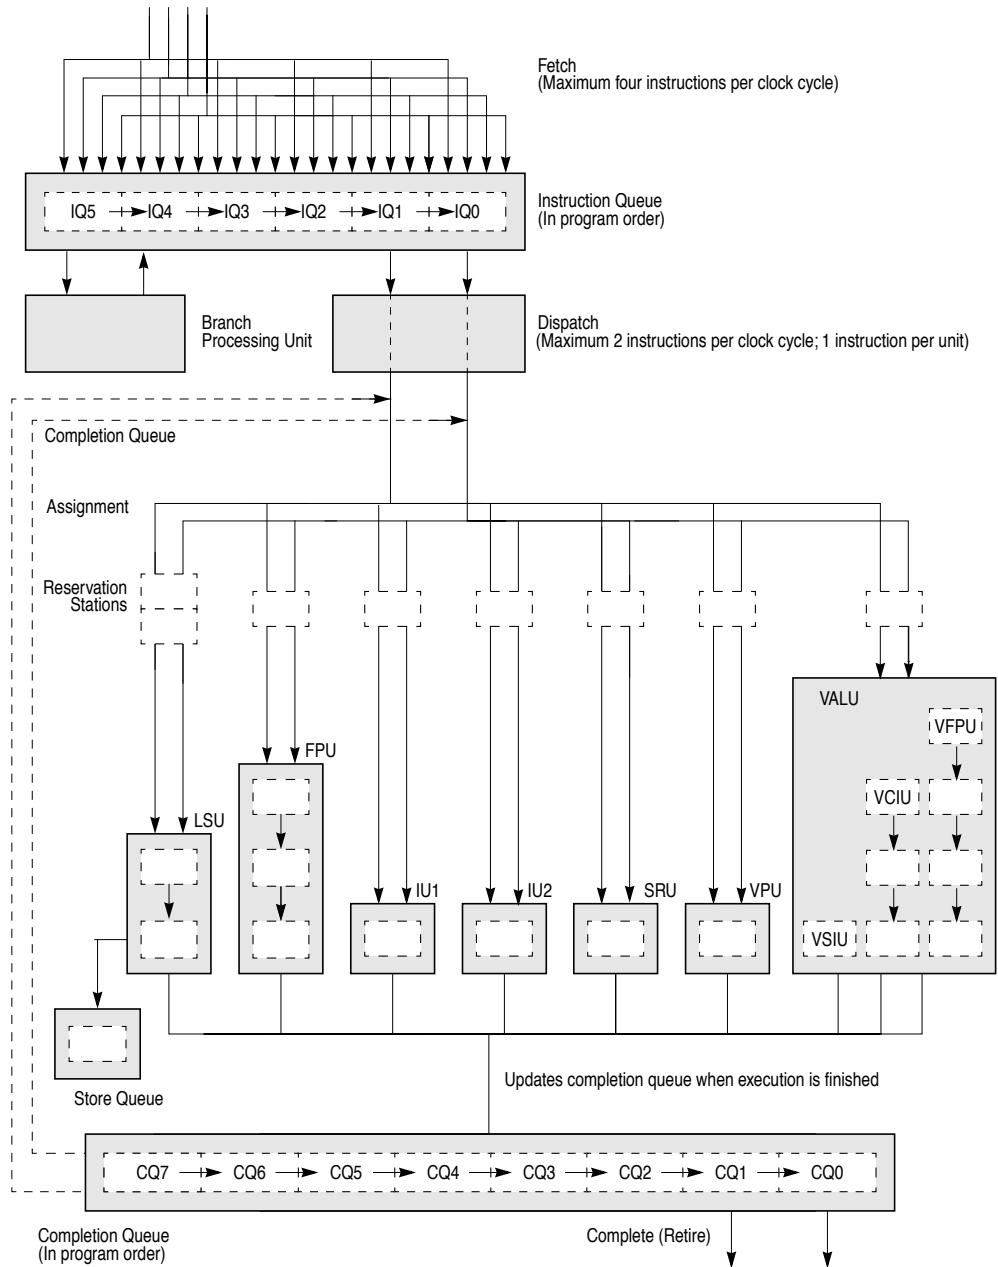 Fetch
(Maximum four instructions per clock cycle)
IQ5 IQ4 IQ3 IQ2 IQ1 IQ0
Instruction Queue
(In program order)
Branch
Processing Unit
Dispatch
(Maximum 2 instructions per clock cycle; 1 instruction per unit)
Completion Queue
Assignment
Reservation
Stations
VALU
VFPU
FPU
VCIU
LSU
IU1
IU2
SRU
VPU
VSIU
Updates completion queue when execution is finished
Store Queue
CQ7 CQ6 CQ5 CQ4 CQ3 CQ2 CQ1 CQ0
Completion Queue
(In program order)
Complete (Retire)